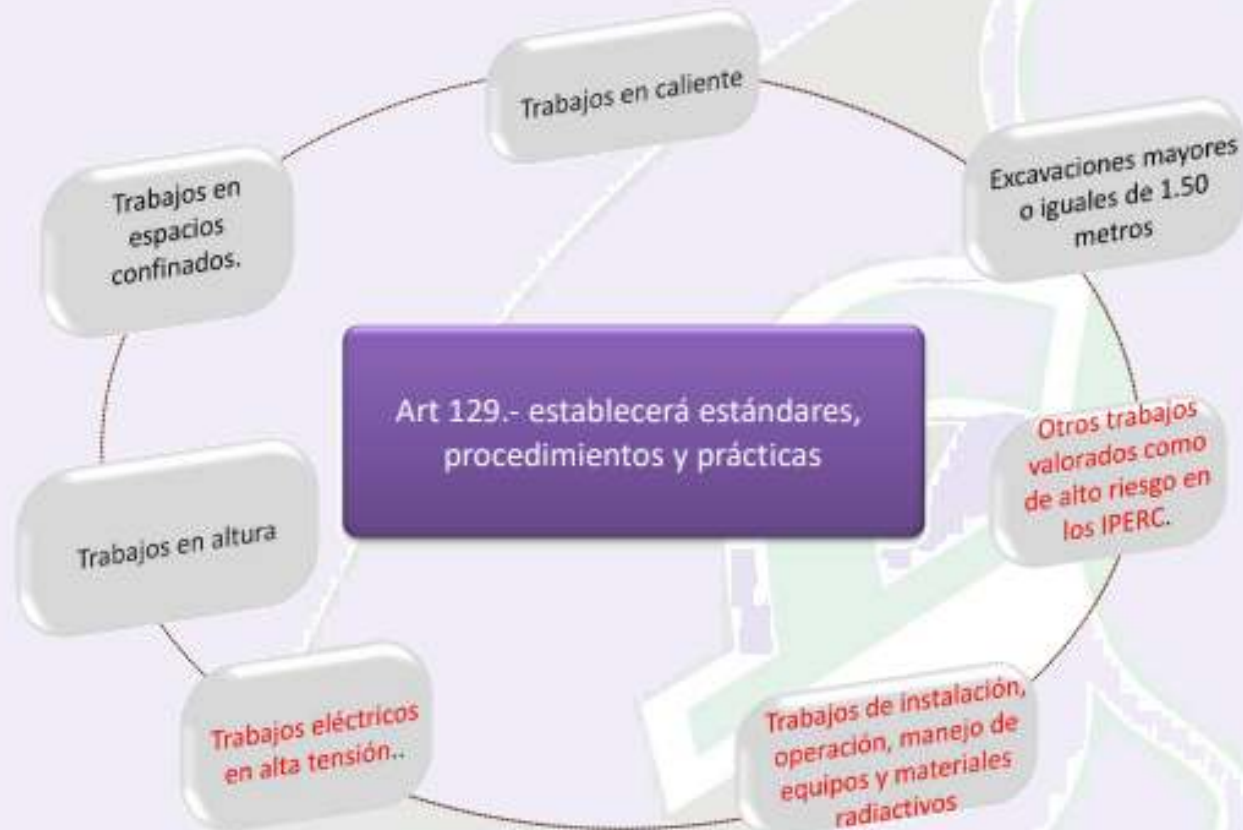 Trabajos en caliente
Excavaciones mayores
o iguales de 1.50
metros
Otros trabajos
valorados como
de alto riesgo en
los IPERC.
Trabajos de instalación,
operación, manejo de
equipos y materiales
radiactivos
Trabajos eléctricos
en alta tensión..
Trabajos en altura
Trabajos en
espacios
confinados.
Art 129.- establecerá estándares,
procedimientos y prácticas